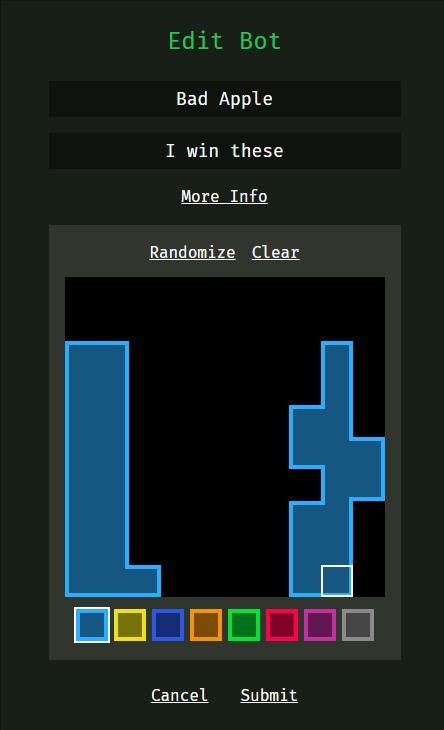 Edit Bot
Bad Apple
I win these
More Info
Randomize Clear
Cancel Submit